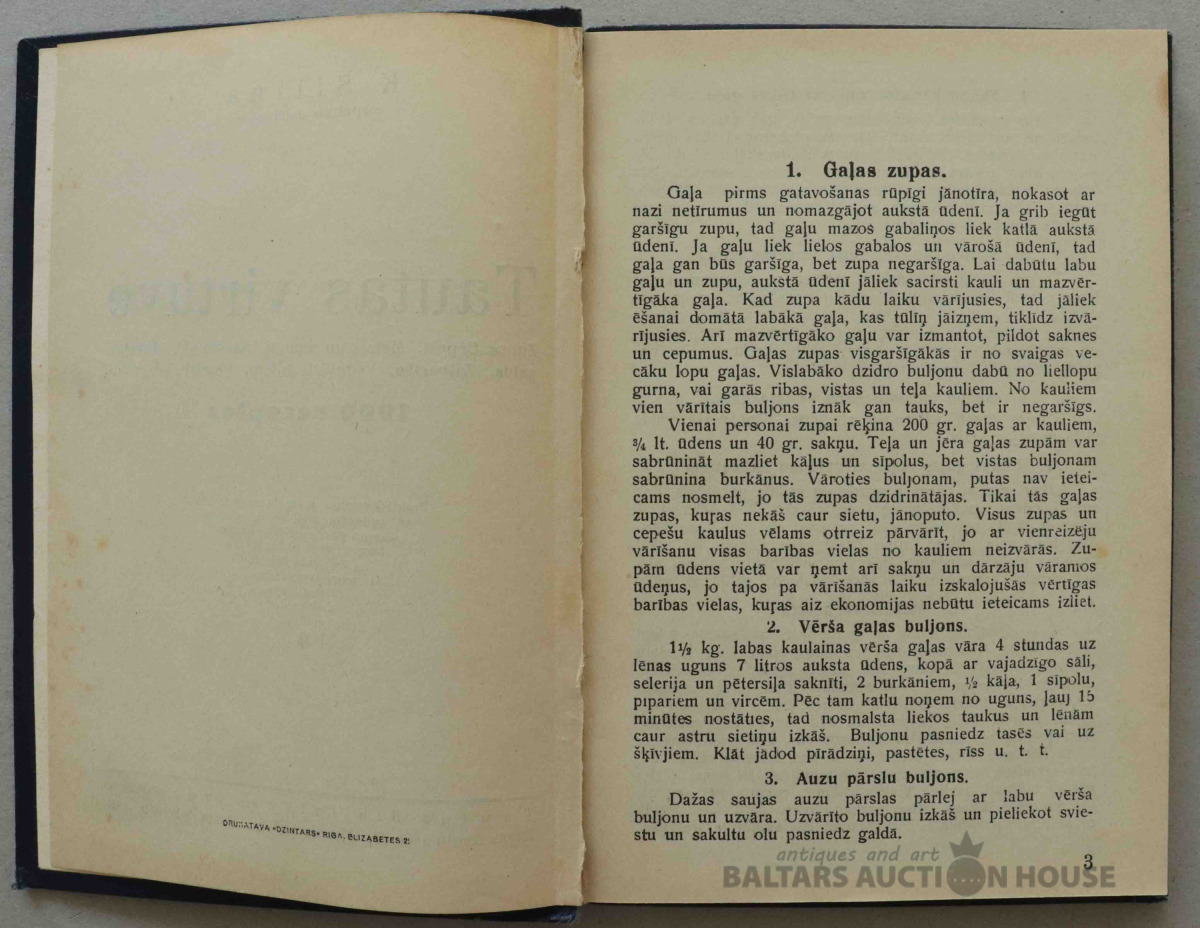 DRUKATAVA «DZINTARS» RIGA, ELIZABETES 2
1. Gaļas zupas.
Gaļa pirms gatavošanas rūpīgi jānotīra, nokasot ar
nazi netīrumus un nomazgājot aukstā ūdenī. Ja grib iegūt
garšīgu zupu, tad gaļu mazos gabaliņos liek katlā aukstā
ūdenī. Ja gaļu liek lielos gabalos un vārošā ūdenī, tad
gaļa gan būs garšīga, bet zupa negaršīga. Lai dabūtu labu
gaļu un zupu, aukstā ūdenī jāliek sacirsti kauli un mazvēr-
tīgāka gaļa. Kad zupa kādu laiku vārījusies, tad jāliek
ēšanai domātā labākā gaļa, kas tūliņ jāizņem, tiklīdz izvā-
rījusies. Arī mazvērtīgāko gaļu var izmantot, pildot saknes
un cepumus. Gaļas zupas visgaršīgākās ir no svaigas ve-
cāku lopu gaļas. Vislabāko dzidro buljonu dabū no liellopu
gurna, vai garās ribas, vistas un teļa kauliem. No kauliem
vien vārītais buljons iznāk gan tauks, bet ir negaršīgs.
Vienai personai zupai rēķina 200 gr. gaļas ar kauliem,
¾ lt. ūdens un 40 gr. sakņu. Teļa un jēra gaļas zupām var
sabrūnināt mazliet kāļus un sīpolus, bet vistas buljonam
sabrūnina burkānus. Vāroties buljonam, putas nav ietei-
cams nosmelt, jo tās zupas dzidrinātājas. Tikai tās gaļas
zupas, kuŗas nekāš caur sietu, jānoputo. Visus zupas un
cepešu kaulus vēlams otrreiz pārvārīt, jo ar vienreizēju
vārīšanu visas barības vielas no kauliem neizvārās. Zu-
pām ūdens vietā var ņemt arī sakņu un dārzāju vāramos
ūdeņus, jo tajos pa vārīšanās laiku izskalojušās vērtīgas
barības vielas, kuŗas aiz ekonomijas nebūtu ieteicams izliet.
2. Vērša gaļas buljons.
1½ kg. labas kaulainas vērša gaļas vāra 4 stundas uz
lēnas uguns 7 litros auksta ūdens, kopā ar vajadzīgo sāli,
selerija un pētersiļa saknīti, 2 burkāniem, ½ kāļa, 1 sīpolu,
pipariem un vircēm. Pēc tam katlu noņem no uguns, ļauj 15
minūtes nostāties, tad nosmalsta liekos taukus un lēnām
caur astru sietiņu izkāš. Buljonu pasniedz tasēs vai uz
šķīvjiem. Klāt jādod pīrādziņi, pastētes, rīss u. t. t.
3. Auzu pārslu buljons.
Dažas saujas auzu pārslas pārlej ar labu vērša
buljonu un uzvāra. Uzvārīto buljonu izkāš un pieliekot svie-
stu un sakultu olu pasniedz galdā.
3
antiques and art
BALTARS AUCTION HOUSE